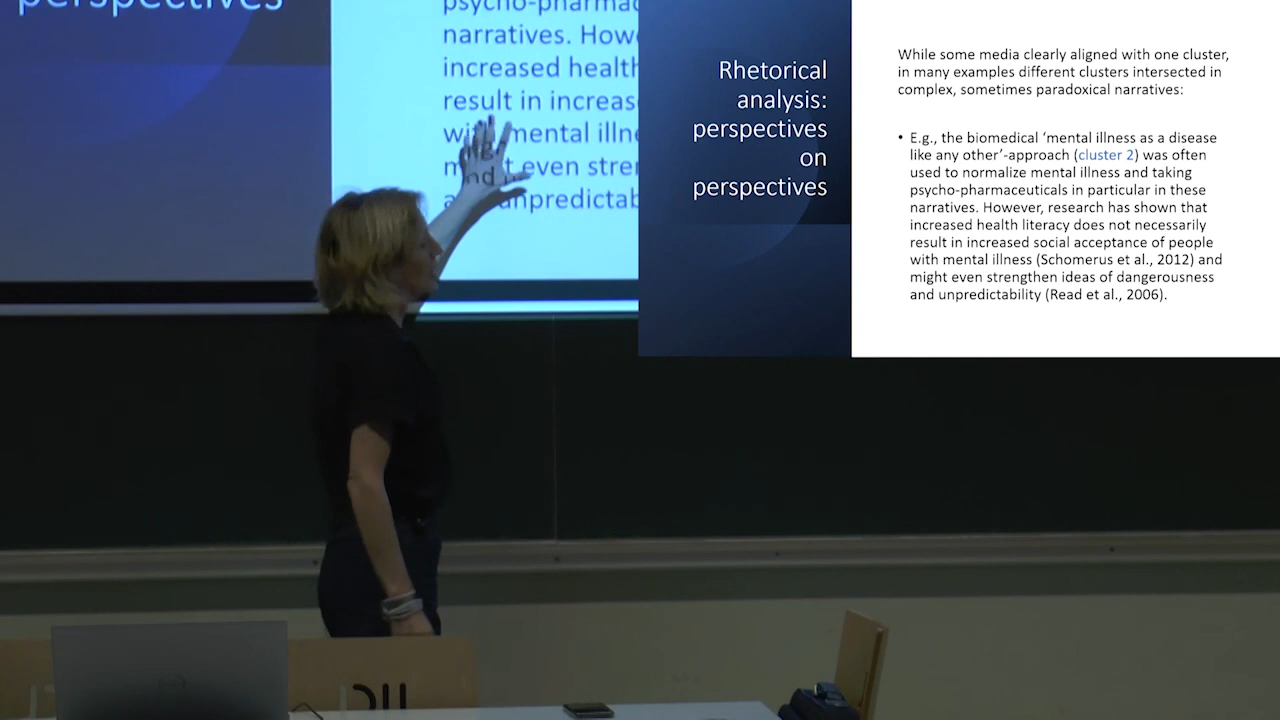 perspectives
psycho-pharmac
narratives. How
increased health
result in increas
with mental illne
even stren
unpredictab
Rhetorical
analysis:
perspectives
on
perspectives
While some media clearly aligned with one cluster,
in many examples different clusters intersected in
complex, sometimes paradoxical narratives:
• E.g., the biomedical ‘mental illness as a disease
like any other’-approach (cluster 2) was often
used to normalize mental illness and taking
psycho-pharmaceuticals in particular in these
narratives. However, research has shown that
increased health literacy does not necessarily
result in increased social acceptance of people
with mental illness (Schomerus et al., 2012) and
might even strengthen ideas of dangerousness
and unpredictability (Read et al., 2006).